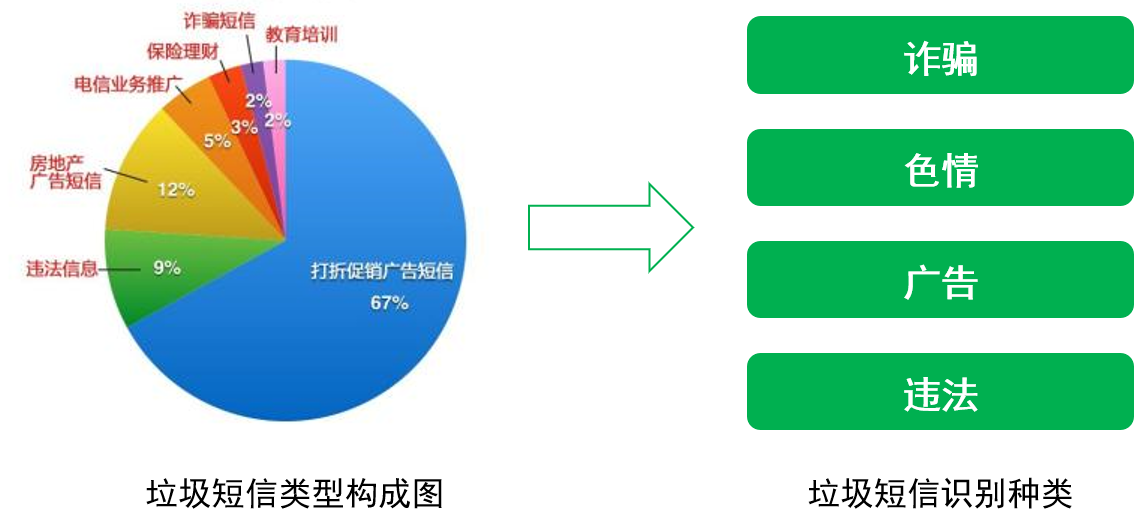 诈骗短信
教育培训
保险理财
电信业务推广
2%
2%
3%
5%
房地产
广告短信
12%
违法信息
9%
打折促销广告短信
67%
垃圾短信类型构成图
诈骗
色情
广告
违法
垃圾短信识别种类